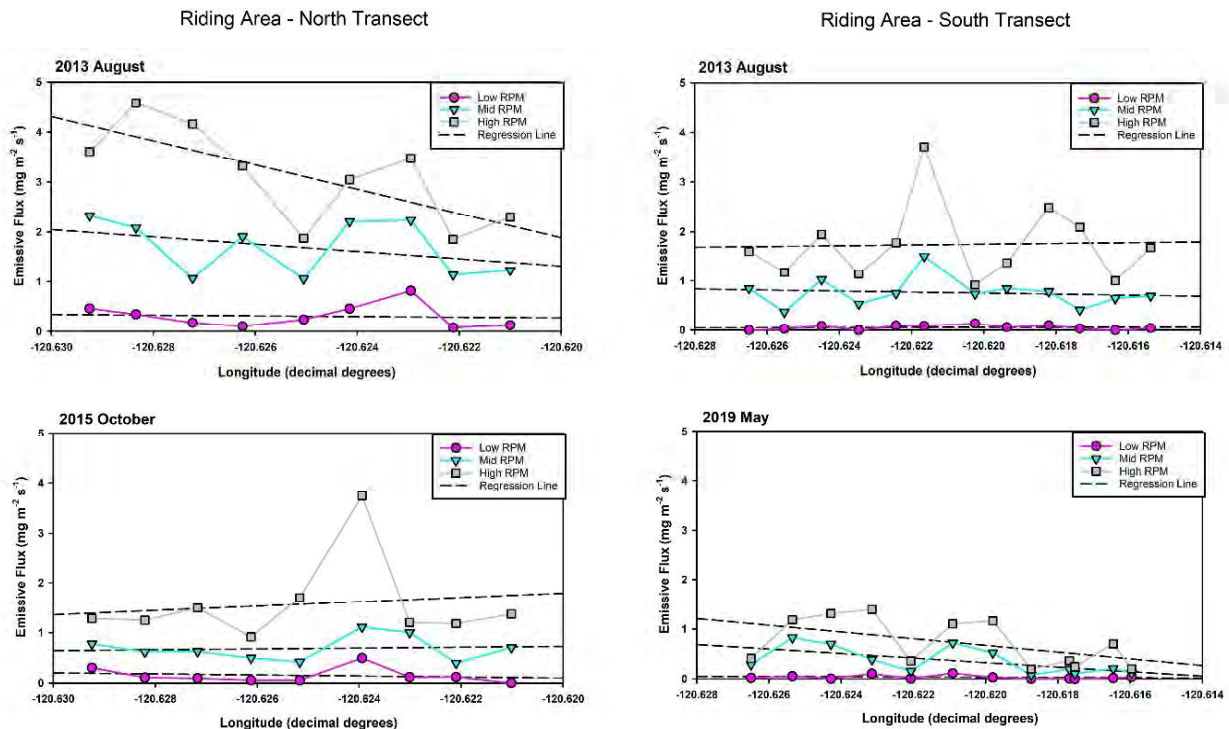 Riding Area - North Transect
Riding Area - South Transect
2013 August
Emissive Flux (mg m⁻² s⁻¹)
5
4
3
2
1
0
Low RPM
Mid RPM
High RPM
Regression Line
-120.630 -120.628 -120.626 -120.624 -120.622 -120.620
Longitude (decimal degrees)
2013 August
Emissive Flux (mg m⁻² s⁻¹)
5
4
3
2
1
0
Low RPM
Mid RPM
High RPM
Regression Line
-120.628 -120.626 -120.624 -120.622 -120.620 -120.618 -120.616 -120.614
Longitude (decimal degrees)
2015 October
Emissive Flux (mg m⁻² s⁻¹)
5
4
3
2
1
0
Low RPM
Mid RPM
High RPM
Regression Line
-120.630 -120.628 -120.626 -120.624 -120.622 -120.620
Longitude (decimal degrees)
2019 May
Emissive Flux (mg m⁻² s⁻¹)
5
4
3
2
1
0
Low RPM
Mid RPM
High RPM
Regression Line
-120.628 -120.626 -120.624 -120.622 -120.620 -120.618 -120.616 -120.614
Longitude (decimal degrees)